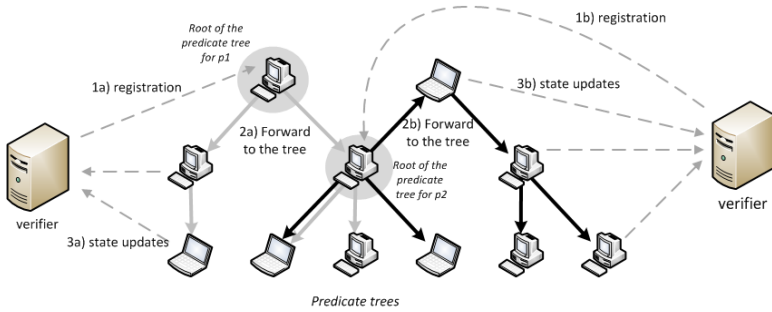 Root of the
predicate tree
for p1
1b) registration
1a) registration
3b) state updates
2a) Forward
to the tree
2b) Forward
to the tree
Root of the
predicate
tree for p2
verifier
verifier
3a) state updates
Predicate trees